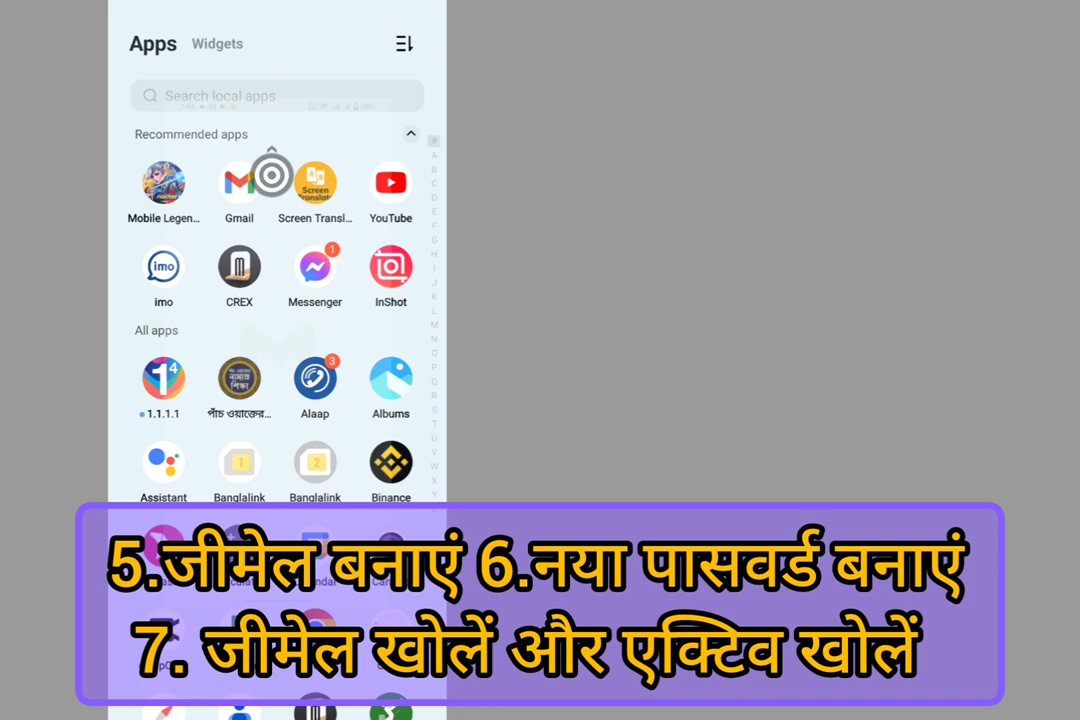 Apps Widgets
Search local apps
Recommended apps
Mobile Legen... Gmail Screen Transl... YouTube
imo CREX Messenger InShot
All apps
1.1.1.1 পাঁচ ওয়াক্তের... Alaap Albums
Assistant Banglalink Banglalink Binance
5.जीमेल बनाएं 6.नया पासवर्ड बनाएं
7. जीमेल खोलें और एक्टिव खोलें